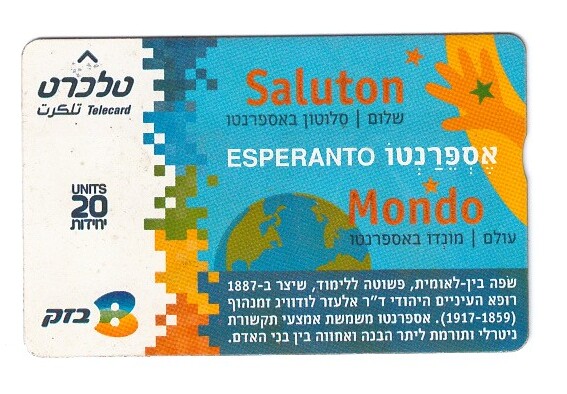 טלכרט
Telecard تلكرت
UNITS
20
יחידות
בזק
Saluton
שלום | סלוטון באספרנטו
ESPERANTO אֶסְפֵּרַנְטוֹ
Mondo
עולם | מונדו באספרנטו
שפה בין-לאומית, פשוטה ללימוד, שיצר ב-1887
רופא העיניים היהודי ד"ר אלעזר לודוויג זמנהוף
(1917-1859). אספרנטו משמשת אמצעי תקשורת
ניטרלי ותורמת ליתר הבנה ואחווה בין בני האדם.